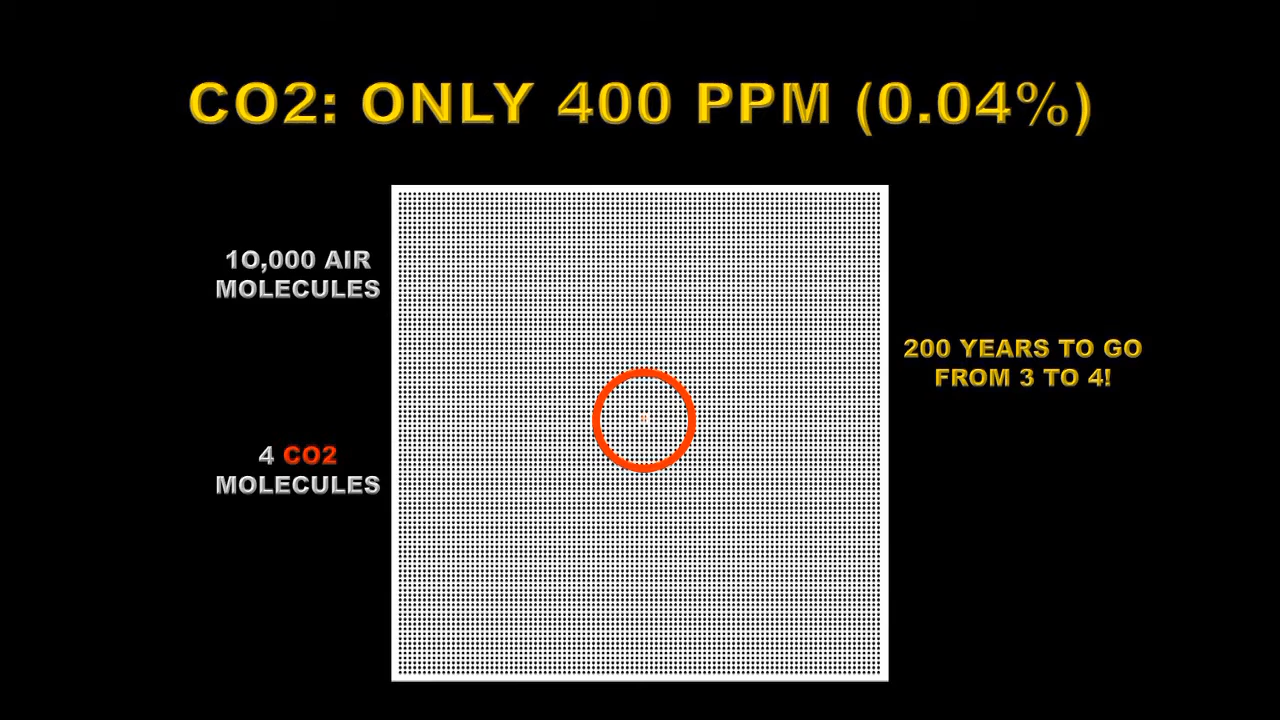 CO2: ONLY 400 PPM (0.04%)
1O,000 AIR
MOLECULES
4 CO2
MOLECULES
200 YEARS TO GO
FROM 3 TO 4!